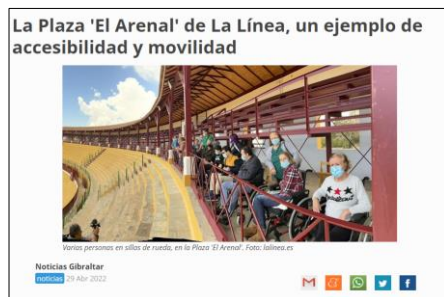 La Plaza 'El Arenal' de La Línea, un ejemplo de
accesibilidad y movilidad
Varias personas en sillas de rueda, en la Plaza 'El Arenal'. Foto: lalinea.es
Noticias Gibraltar
noticias 29 Abr 2022